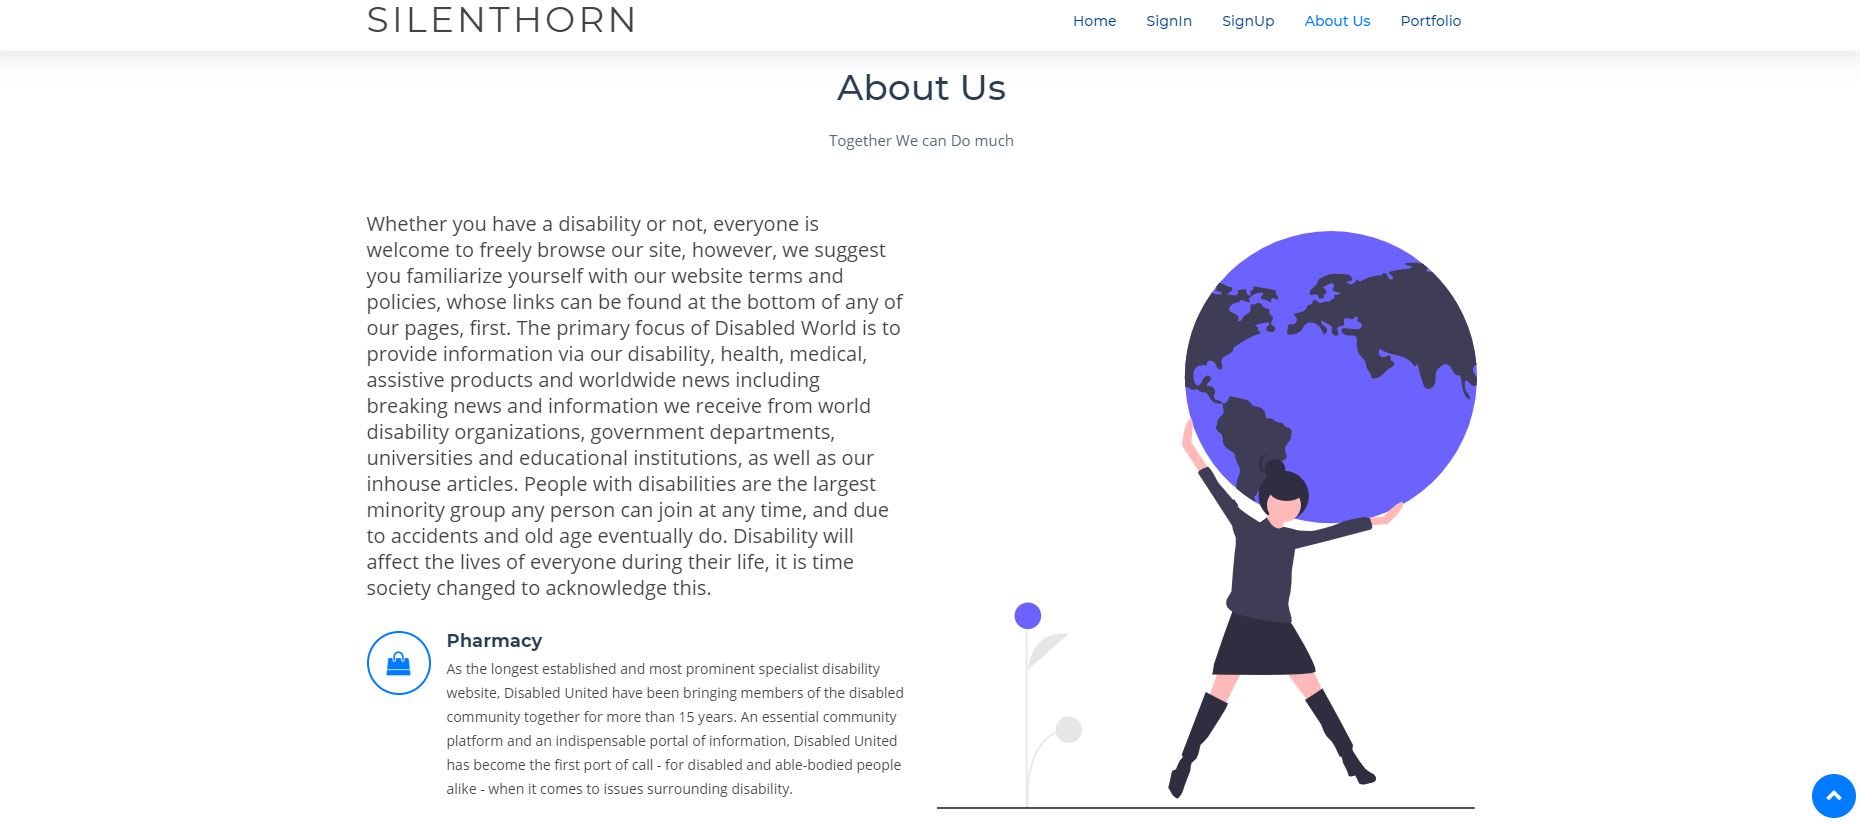 SILENTHORN
Home SignIn SignUp About Us Portfolio
About Us
Together We can Do much
Whether you have a disability or not, everyone is
welcome to freely browse our site, however, we suggest
you familiarize yourself with our website terms and
policies, whose links can be found at the bottom of any of
our pages, first. The primary focus of Disabled World is to
provide information via our disability, health, medical,
assistive products and worldwide news including
breaking news and information we receive from world
disability organizations, government departments,
universities and educational institutions, as well as our
inhouse articles. People with disabilities are the largest
minority group any person can join at any time, and due
to accidents and old age eventually do. Disability will
affect the lives of everyone during their life, it is time
society changed to acknowledge this.
Pharmacy
As the longest established and most prominent specialist disability
website, Disabled United have been bringing members of the disabled
community together for more than 15 years. An essential community
platform and an indispensable portal of information, Disabled United
has become the first port of call - for disabled and able-bodied people
alike - when it comes to issues surrounding disability.